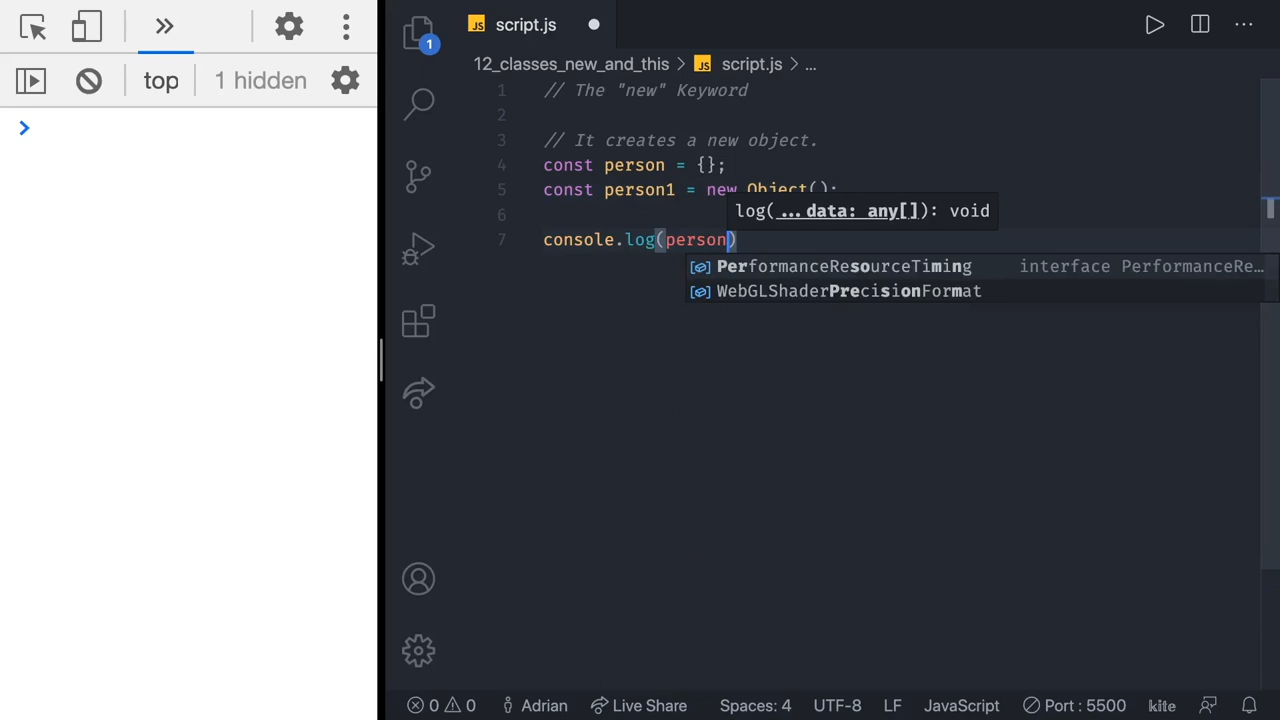 top
1 hidden
script.js
12_classes_new_and_this > JS script.js > ...
1 // The "new" Keyword
2
3 // It creates a new object.
4 const person = {};
5 const person1 = new Object();
6
log(...data: any[]): void
7 console.log(person)
PerformanceResourceTiming interface PerformanceRe…
WebGLShaderPrecisionFormat
1
0 0 Adrian Live Share Spaces: 4 UTF-8 LF JavaScript Port : 5500 kite